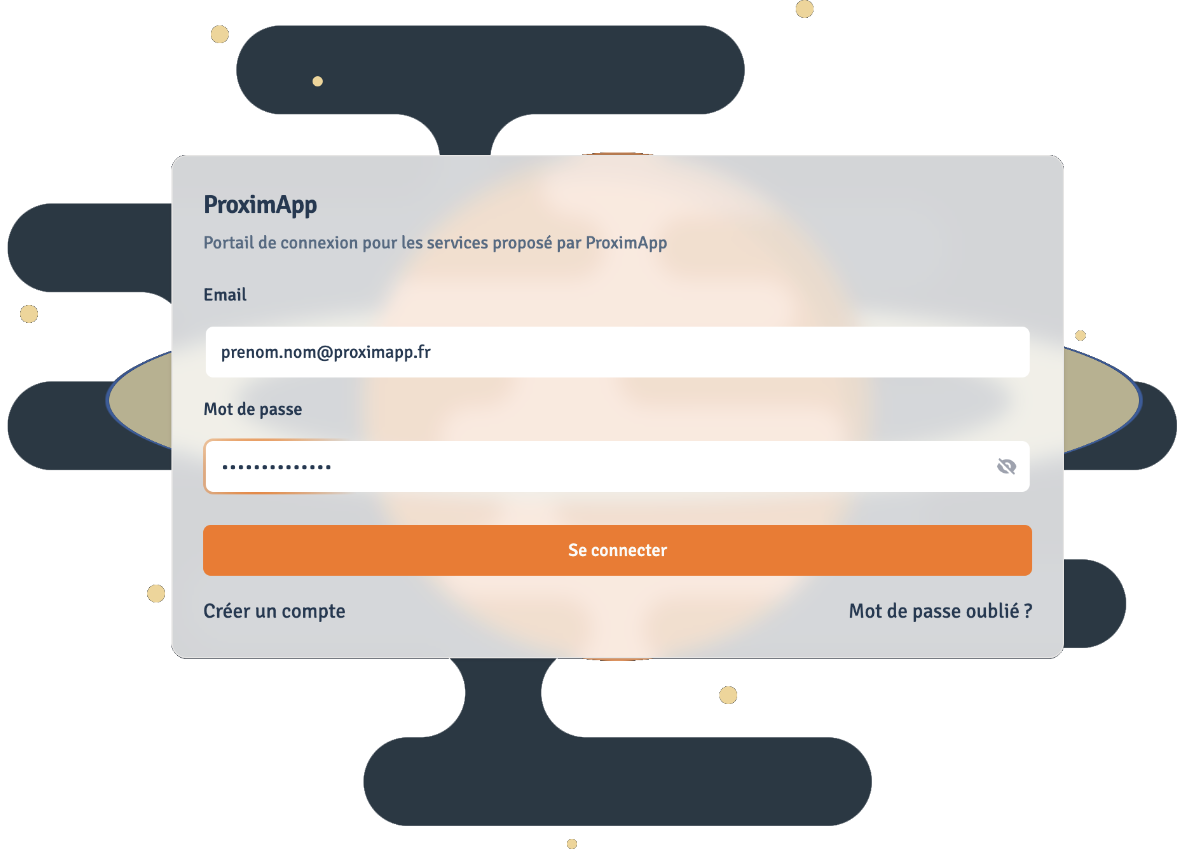 ProximApp
Portail de connexion pour les services proposé par ProximApp
Email
prenom.nom@proximapp.fr
Mot de passe
••••••••••••••
Se connecter
Créer un compte
Mot de passe oublié ?